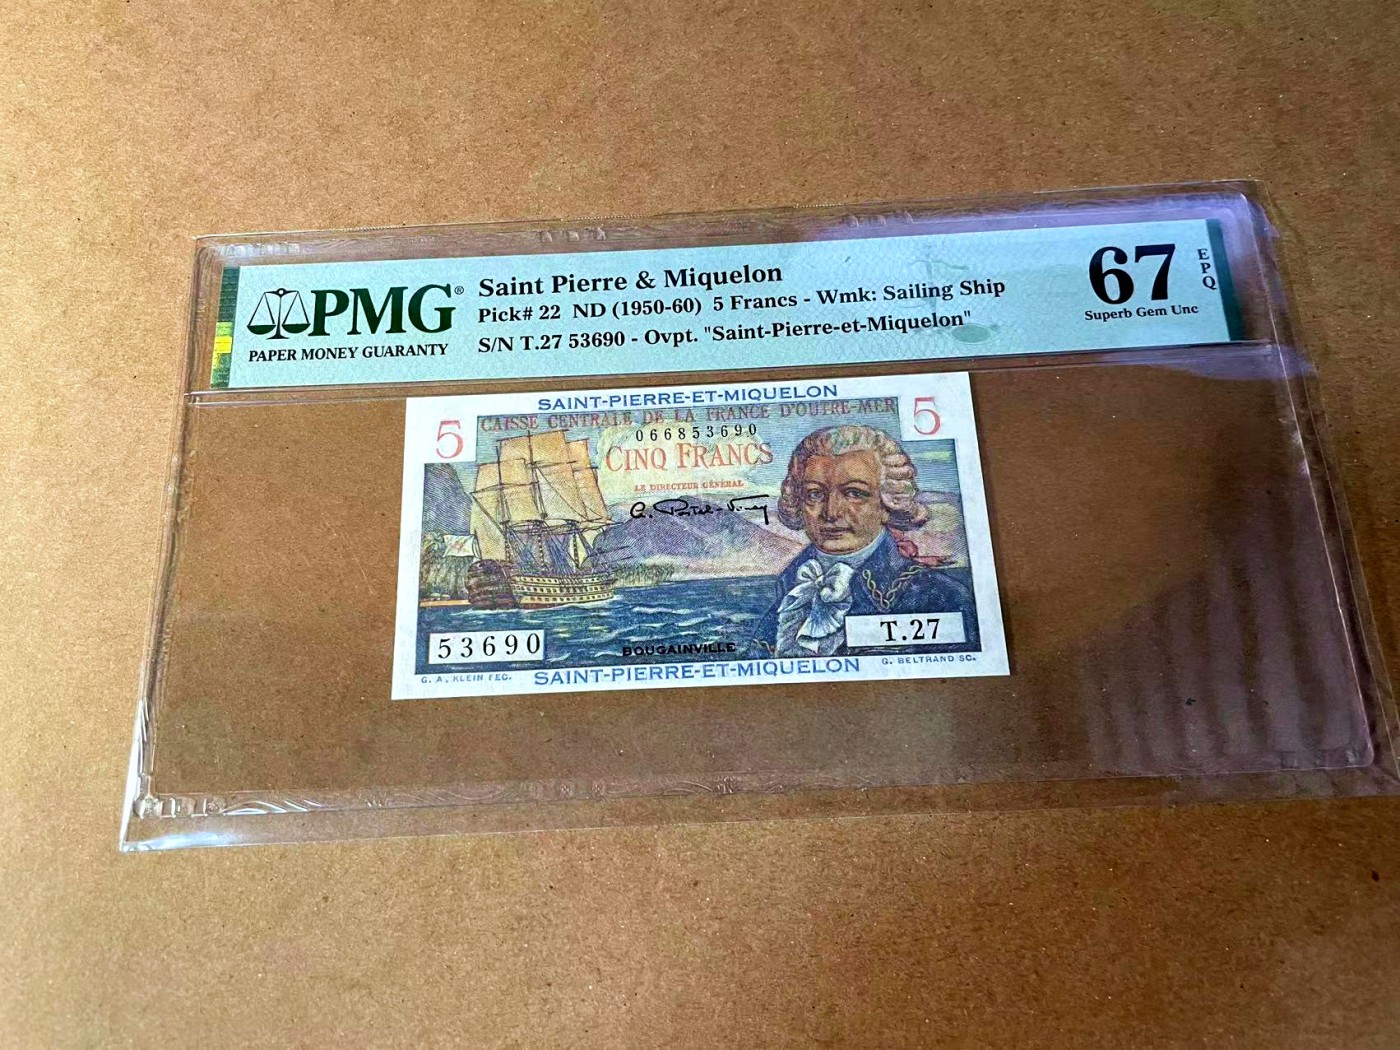 PMG®
PAPER MONEY GUARANTY
Saint Pierre & Miquelon
Pick# 22 ND (1950-60) 5 Francs - Wmk: Sailing Ship
S/N T.27 53690 - Ovpt. "Saint-Pierre-et-Miquelon"
67
EPQ
Superb Gem Unc
SAINT-PIERRE-ET-MIQUELON
5
CAISSE CENTRALE DE LA FRANCE D'OUTRE-MER
5
066853690
CINQ FRANCS
LE DIRECTEUR GÉNÉRAL
53690
BOUGAINVILLE
T.27
G. A. KLEIN FEC.
SAINT-PIERRE-ET-MIQUELON
G. BELTRAND SC.